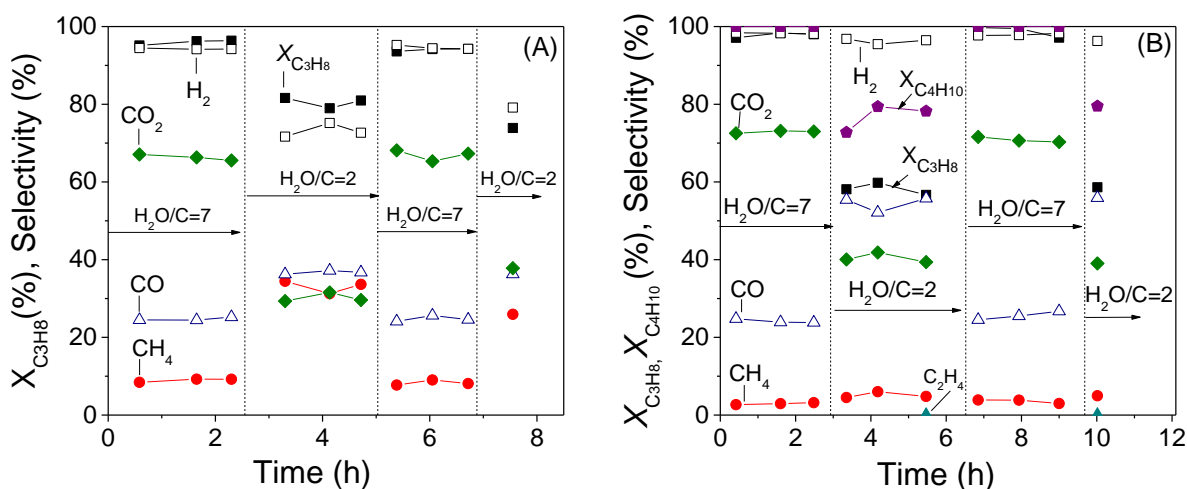 X_C3H8(%), Selectivity (%)
100
80
60
40
20
0
(A)
H₂
X_C3H8
CO₂
H₂O/C=2
H₂O/C=2
H₂O/C=7
H₂O/C=7
CO
CH₄
0 2 4 6 8
Time (h)
X_C3H8, X_C4H10 (%), Selectivity (%)
100
80
60
40
20
0
(B)
H₂
X_C4H10
CO₂
X_C3H8
H₂O/C=7
H₂O/C=7
CO
H₂O/C=2
H₂O/C=2
CH₄
C₂H₄
0 2 4 6 8 10 12
Time (h)